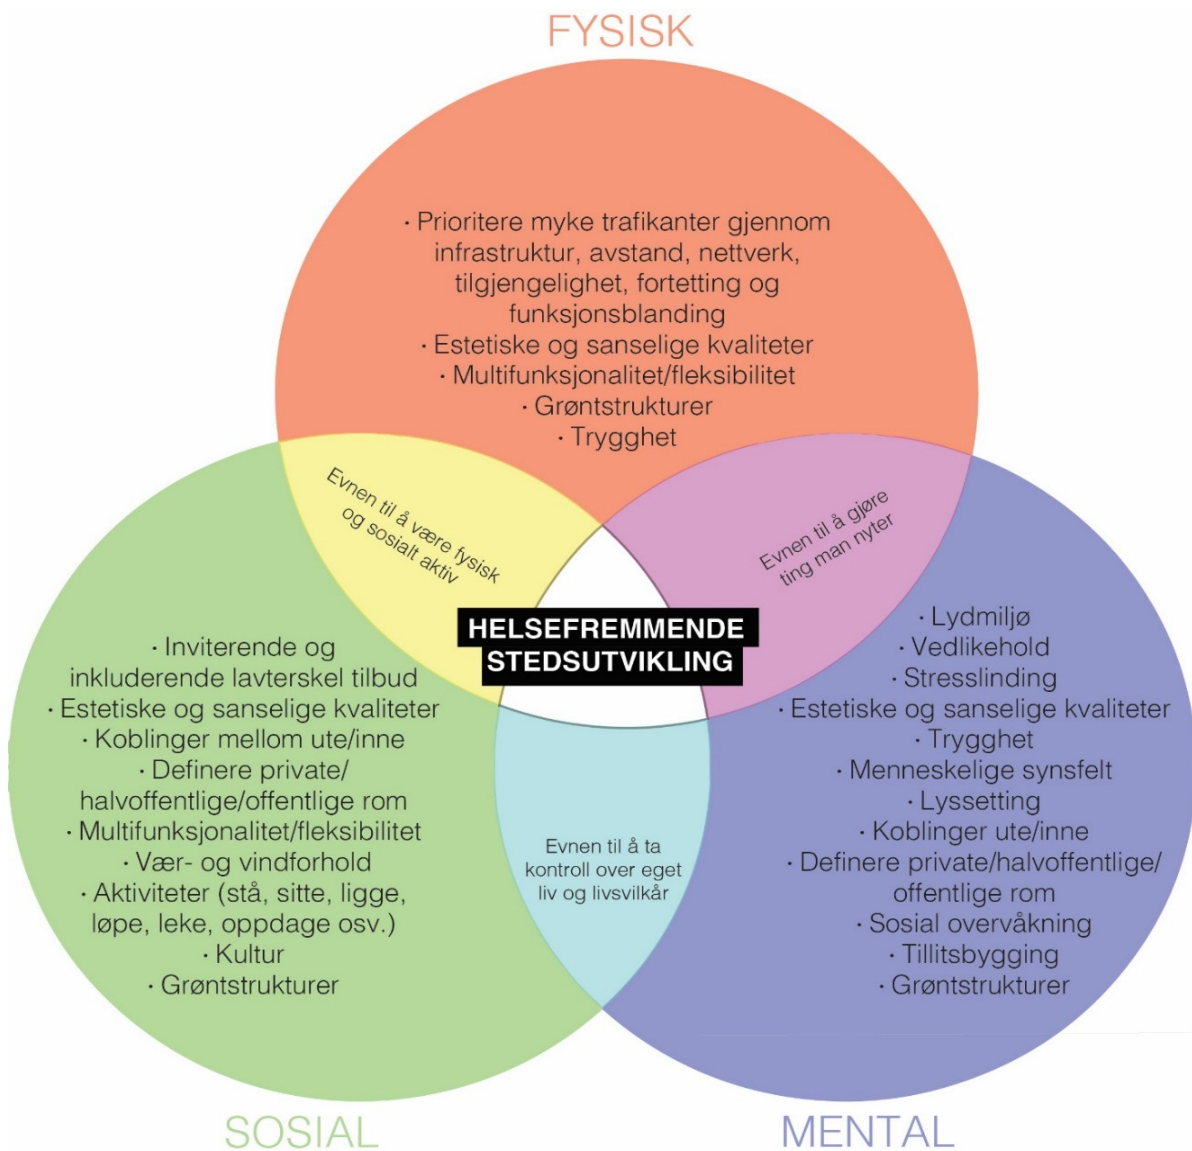 FYSISK
· Prioritere myke trafikanter gjennom
infrastruktur, avstand, nettverk,
tilgjengelighet, fortetting og
funksjonsblanding
· Estetiske og sanselige kvaliteter
· Multifunksjonalitet/fleksibilitet
· Grøntstrukturer
· Trygghet
Evnen til å være fysisk
og sosialt aktiv
Evnen til å gjøre
ting man nyter
HELSEFREMMENDE
STEDSUTVIKLING
· Inviterende og
inkluderende lavterskel tilbud
· Estetiske og sanselige kvaliteter
· Koblinger mellom ute/inne
· Definere private/
halvoffentlige/offentlige rom
· Multifunksjonalitet/fleksibilitet
· Vær- og vindforhold
· Aktiviteter (stå, sitte, ligge,
løpe, leke, oppdage osv.)
· Kultur
· Grøntstrukturer
Evnen til å ta
kontroll over eget
liv og livsvilkår
· Lydmiljø
· Vedlikehold
· Stresslinding
· Estetiske og sanselige kvaliteter
· Trygghet
· Menneskelige synsfelt
· Lyssetting
· Koblinger ute/inne
· Definere private/halvoffentlige/
offentlige rom
· Sosial overvåkning
· Tillitsbygging
· Grøntstrukturer
SOSIAL
MENTAL